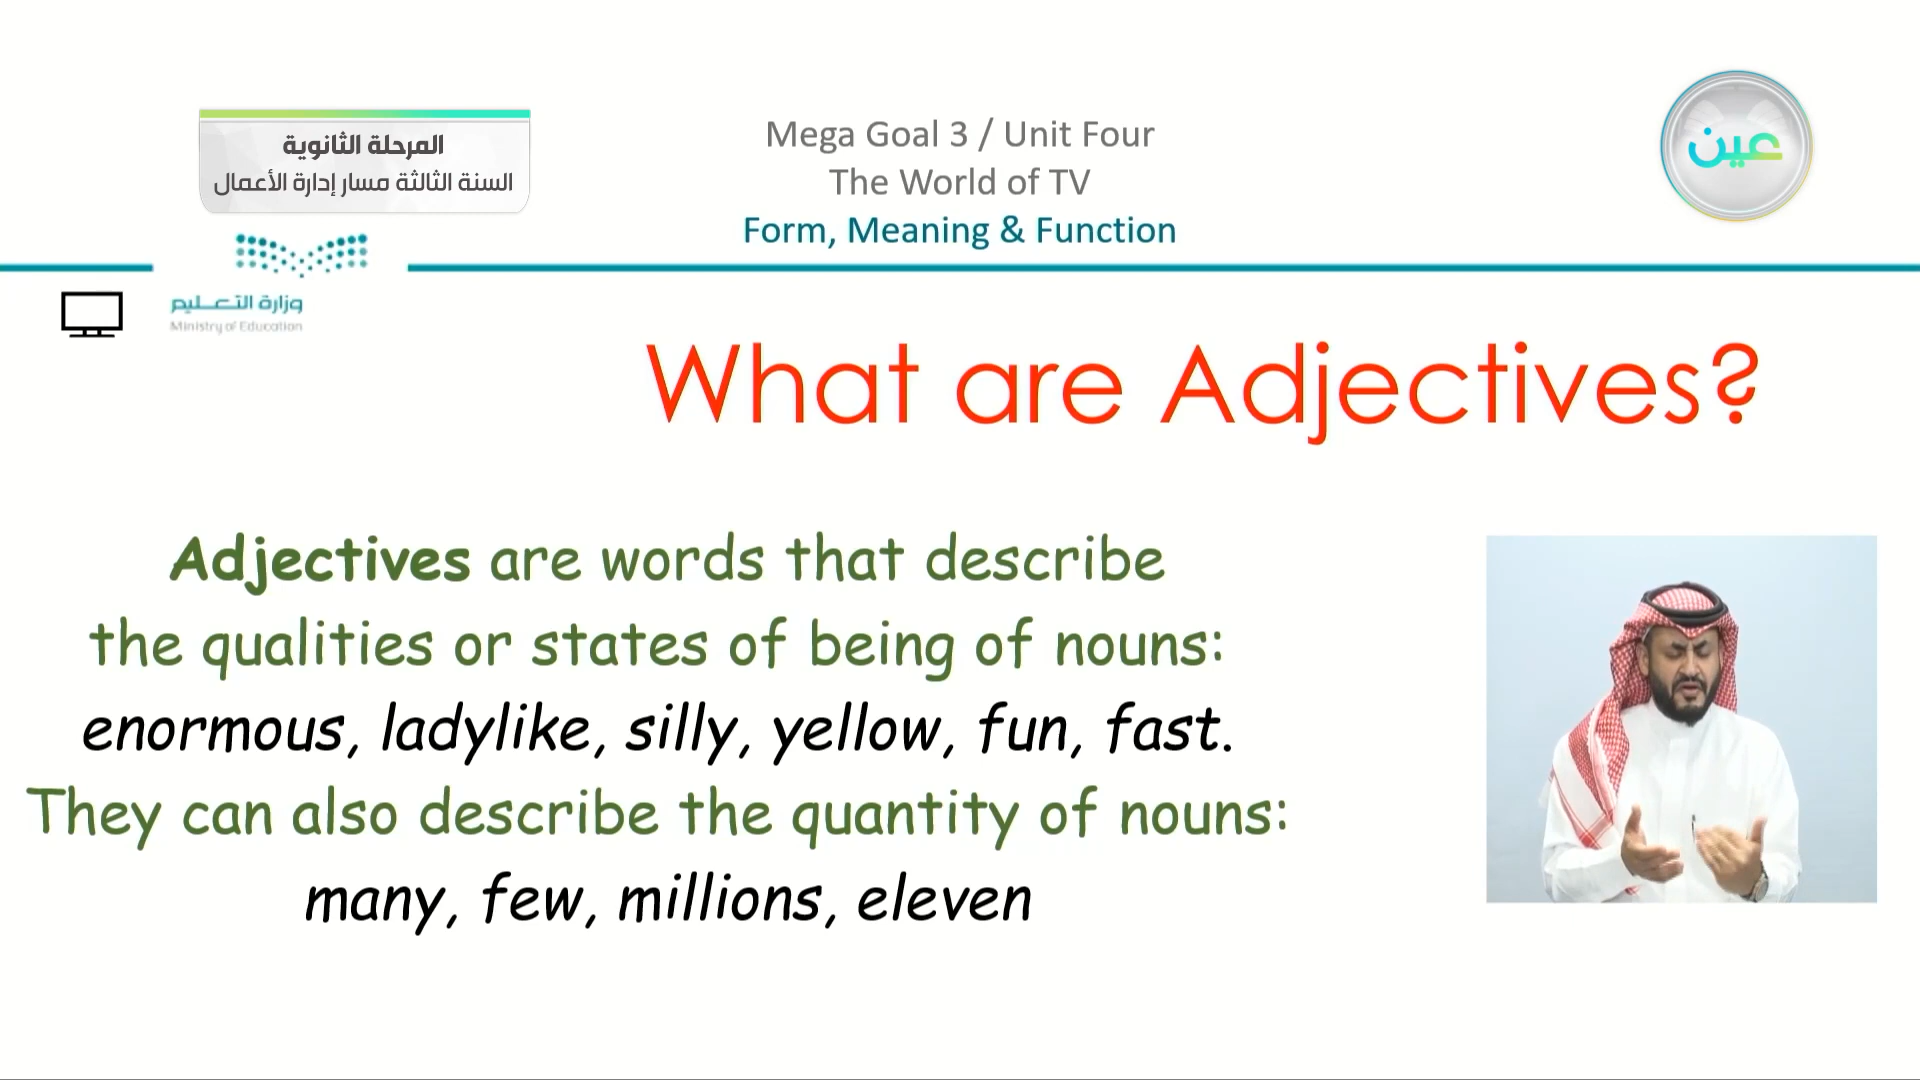 المرحلة الثانوية
السنة الثالثة مسار إدارة الأعمال
Mega Goal 3 / Unit Four
The World of TV
Form, Meaning & Function
عين
وزارة التعليم
Ministry of Education
What are Adjectives?
Adjectives are words that describe
the qualities or states of being of nouns:
enormous, ladylike, silly, yellow, fun, fast.
They can also describe the quantity of nouns:
many, few, millions, eleven